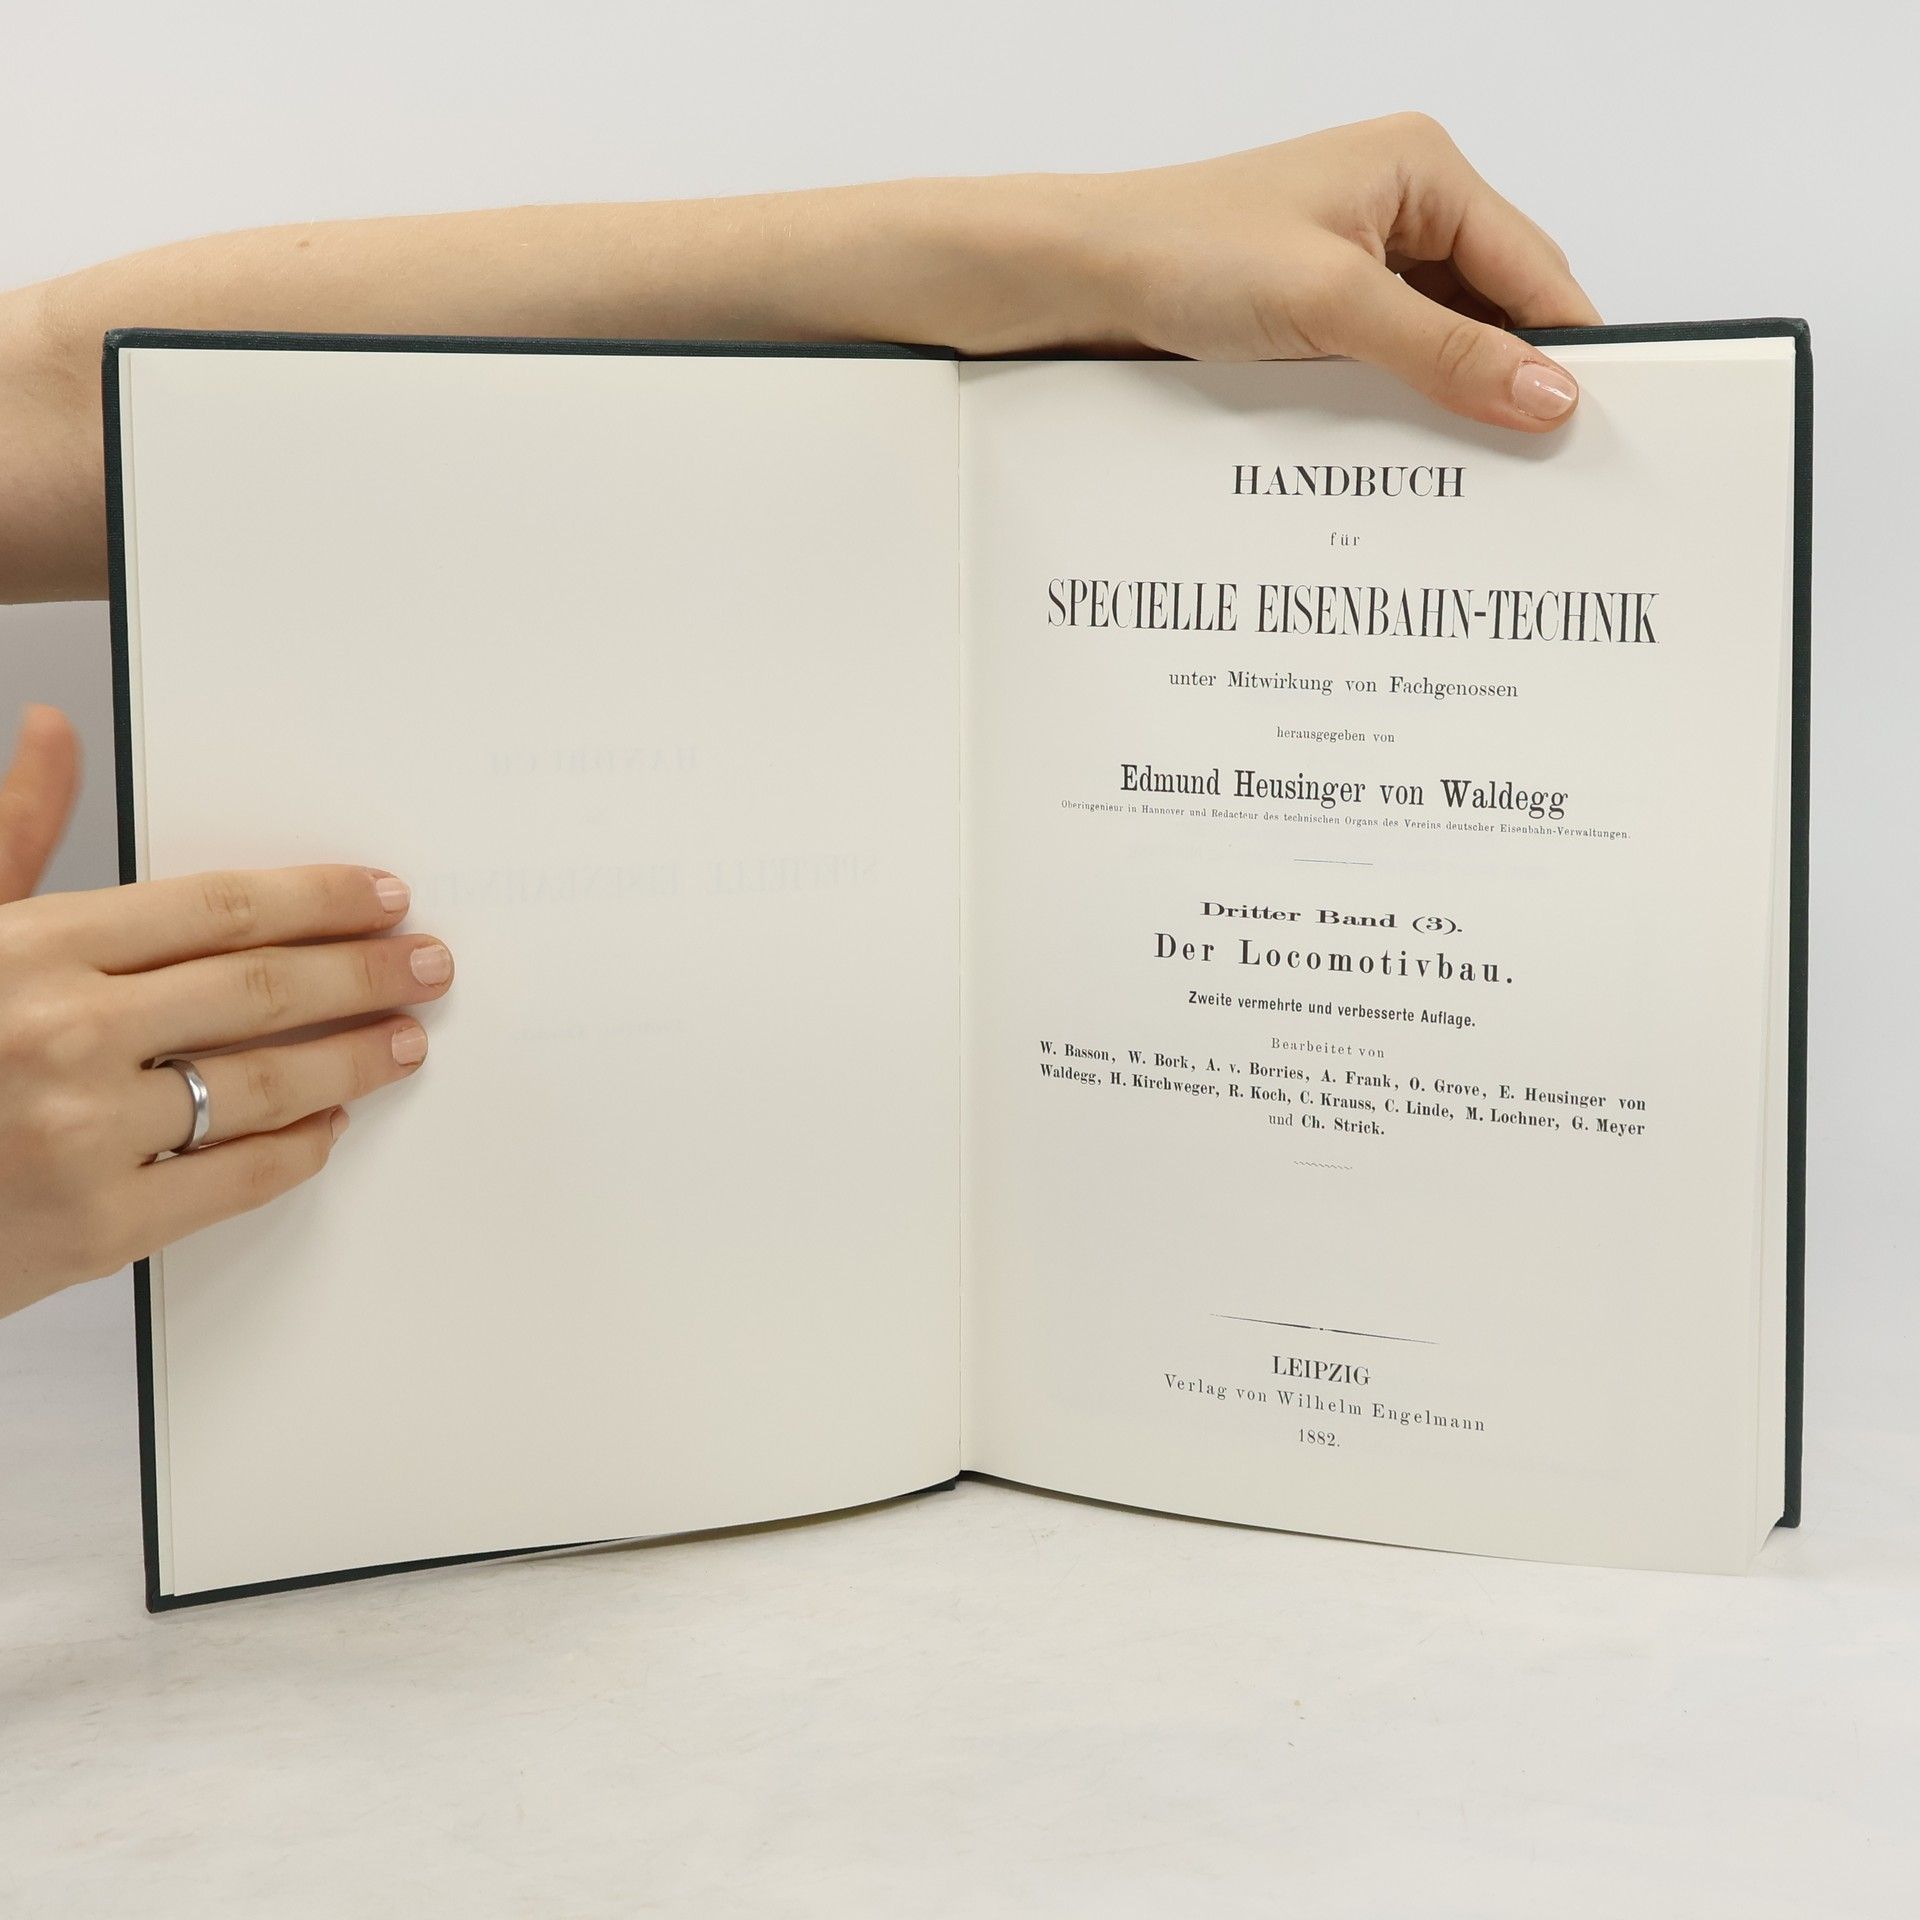 HANDBUCH
für
SPECIELLE EISENBAHN-TECHNIK
unter Mitwirkung von Fachgenossen
herausgegeben von
Edmund Heusinger von Waldegg
Oberingenieur in Hannover und Redacteur des technischen Organs des Vereins deutscher Eisenbahn-Verwaltungen.
Dritter Band (3).
Der Locomotivbau.
Zweite vermehrte und verbesserte Auflage.
Bearbeitet von
W. Basson, W. Bork, A. v. Borries, A. Frank, O. Grove, E. Heusinger von
Waldegg, H. Kirchweger, R. Koch, C. Krauss, C. Linde, M. Lochner, G. Meyer
und Ch. Strick.
LEIPZIG
Verlag von Wilhelm Engelmann
1882.